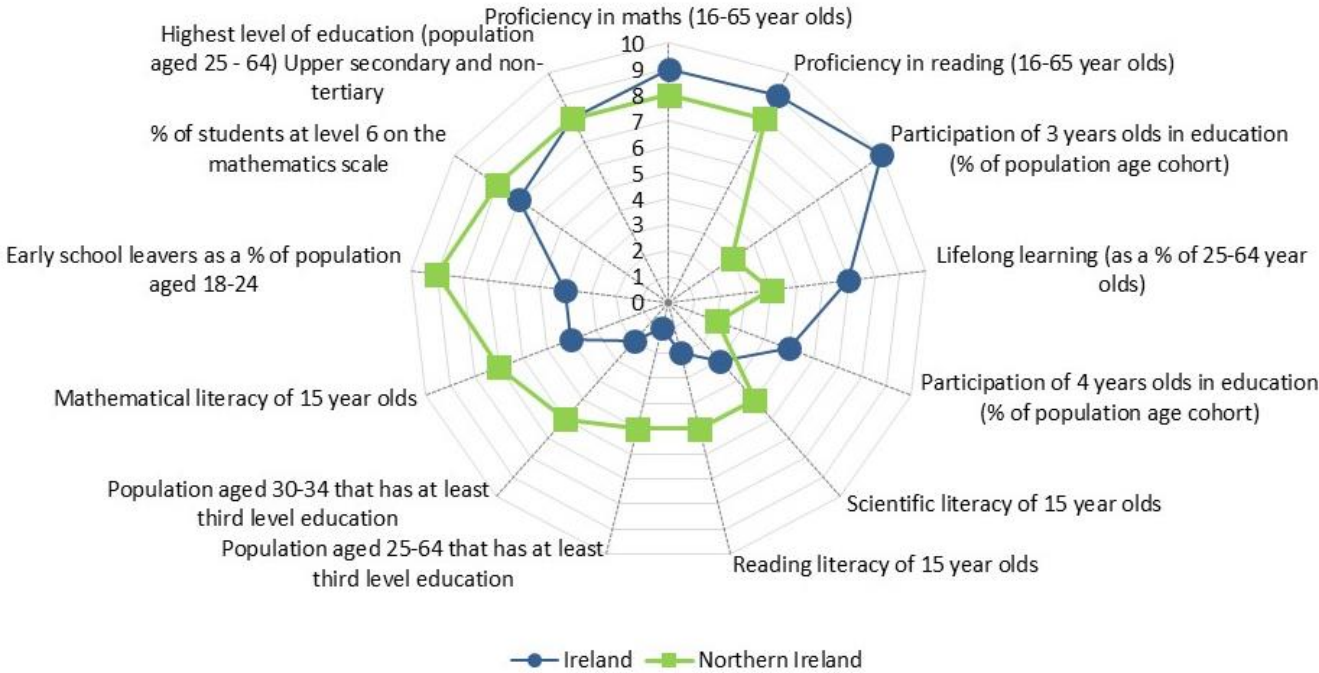 Proficiency in maths (16-65 year olds)
Highest level of education (population
aged 25 - 64) Upper secondary and non-
tertiary
Proficiency in reading (16-65 year olds)
% of students at level 6 on the
mathematics scale
Participation of 3 years olds in education
(% of population age cohort)
Early school leavers as a % of population
aged 18-24
Lifelong learning (as a % of 25-64 year
olds)
10
9
8
7
6
5
4
3
2
1
0
Mathematical literacy of 15 year olds
Participation of 4 years olds in education
(% of population age cohort)
Population aged 30-34 that has at least
third level education
Scientific literacy of 15 year olds
Population aged 25-64 that has at least
third level education
Reading literacy of 15 year olds
Ireland
Northern Ireland